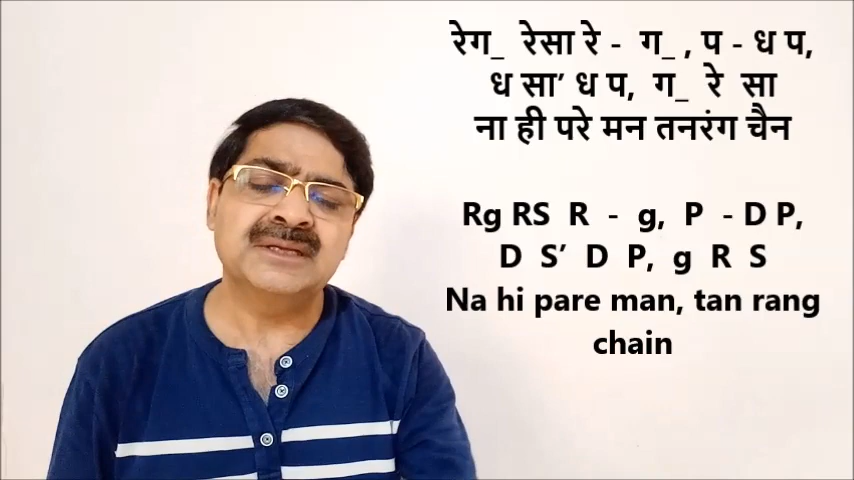 रेग_ रेसा रे - ग_ , प - ध प,
ध सा’ ध प, ग_ रे सा
ना ही परे मन तनरंग चैन
Rg RS R - g, P - D P,
D S’ D P, g R S
Na hi pare man, tan rang
chain